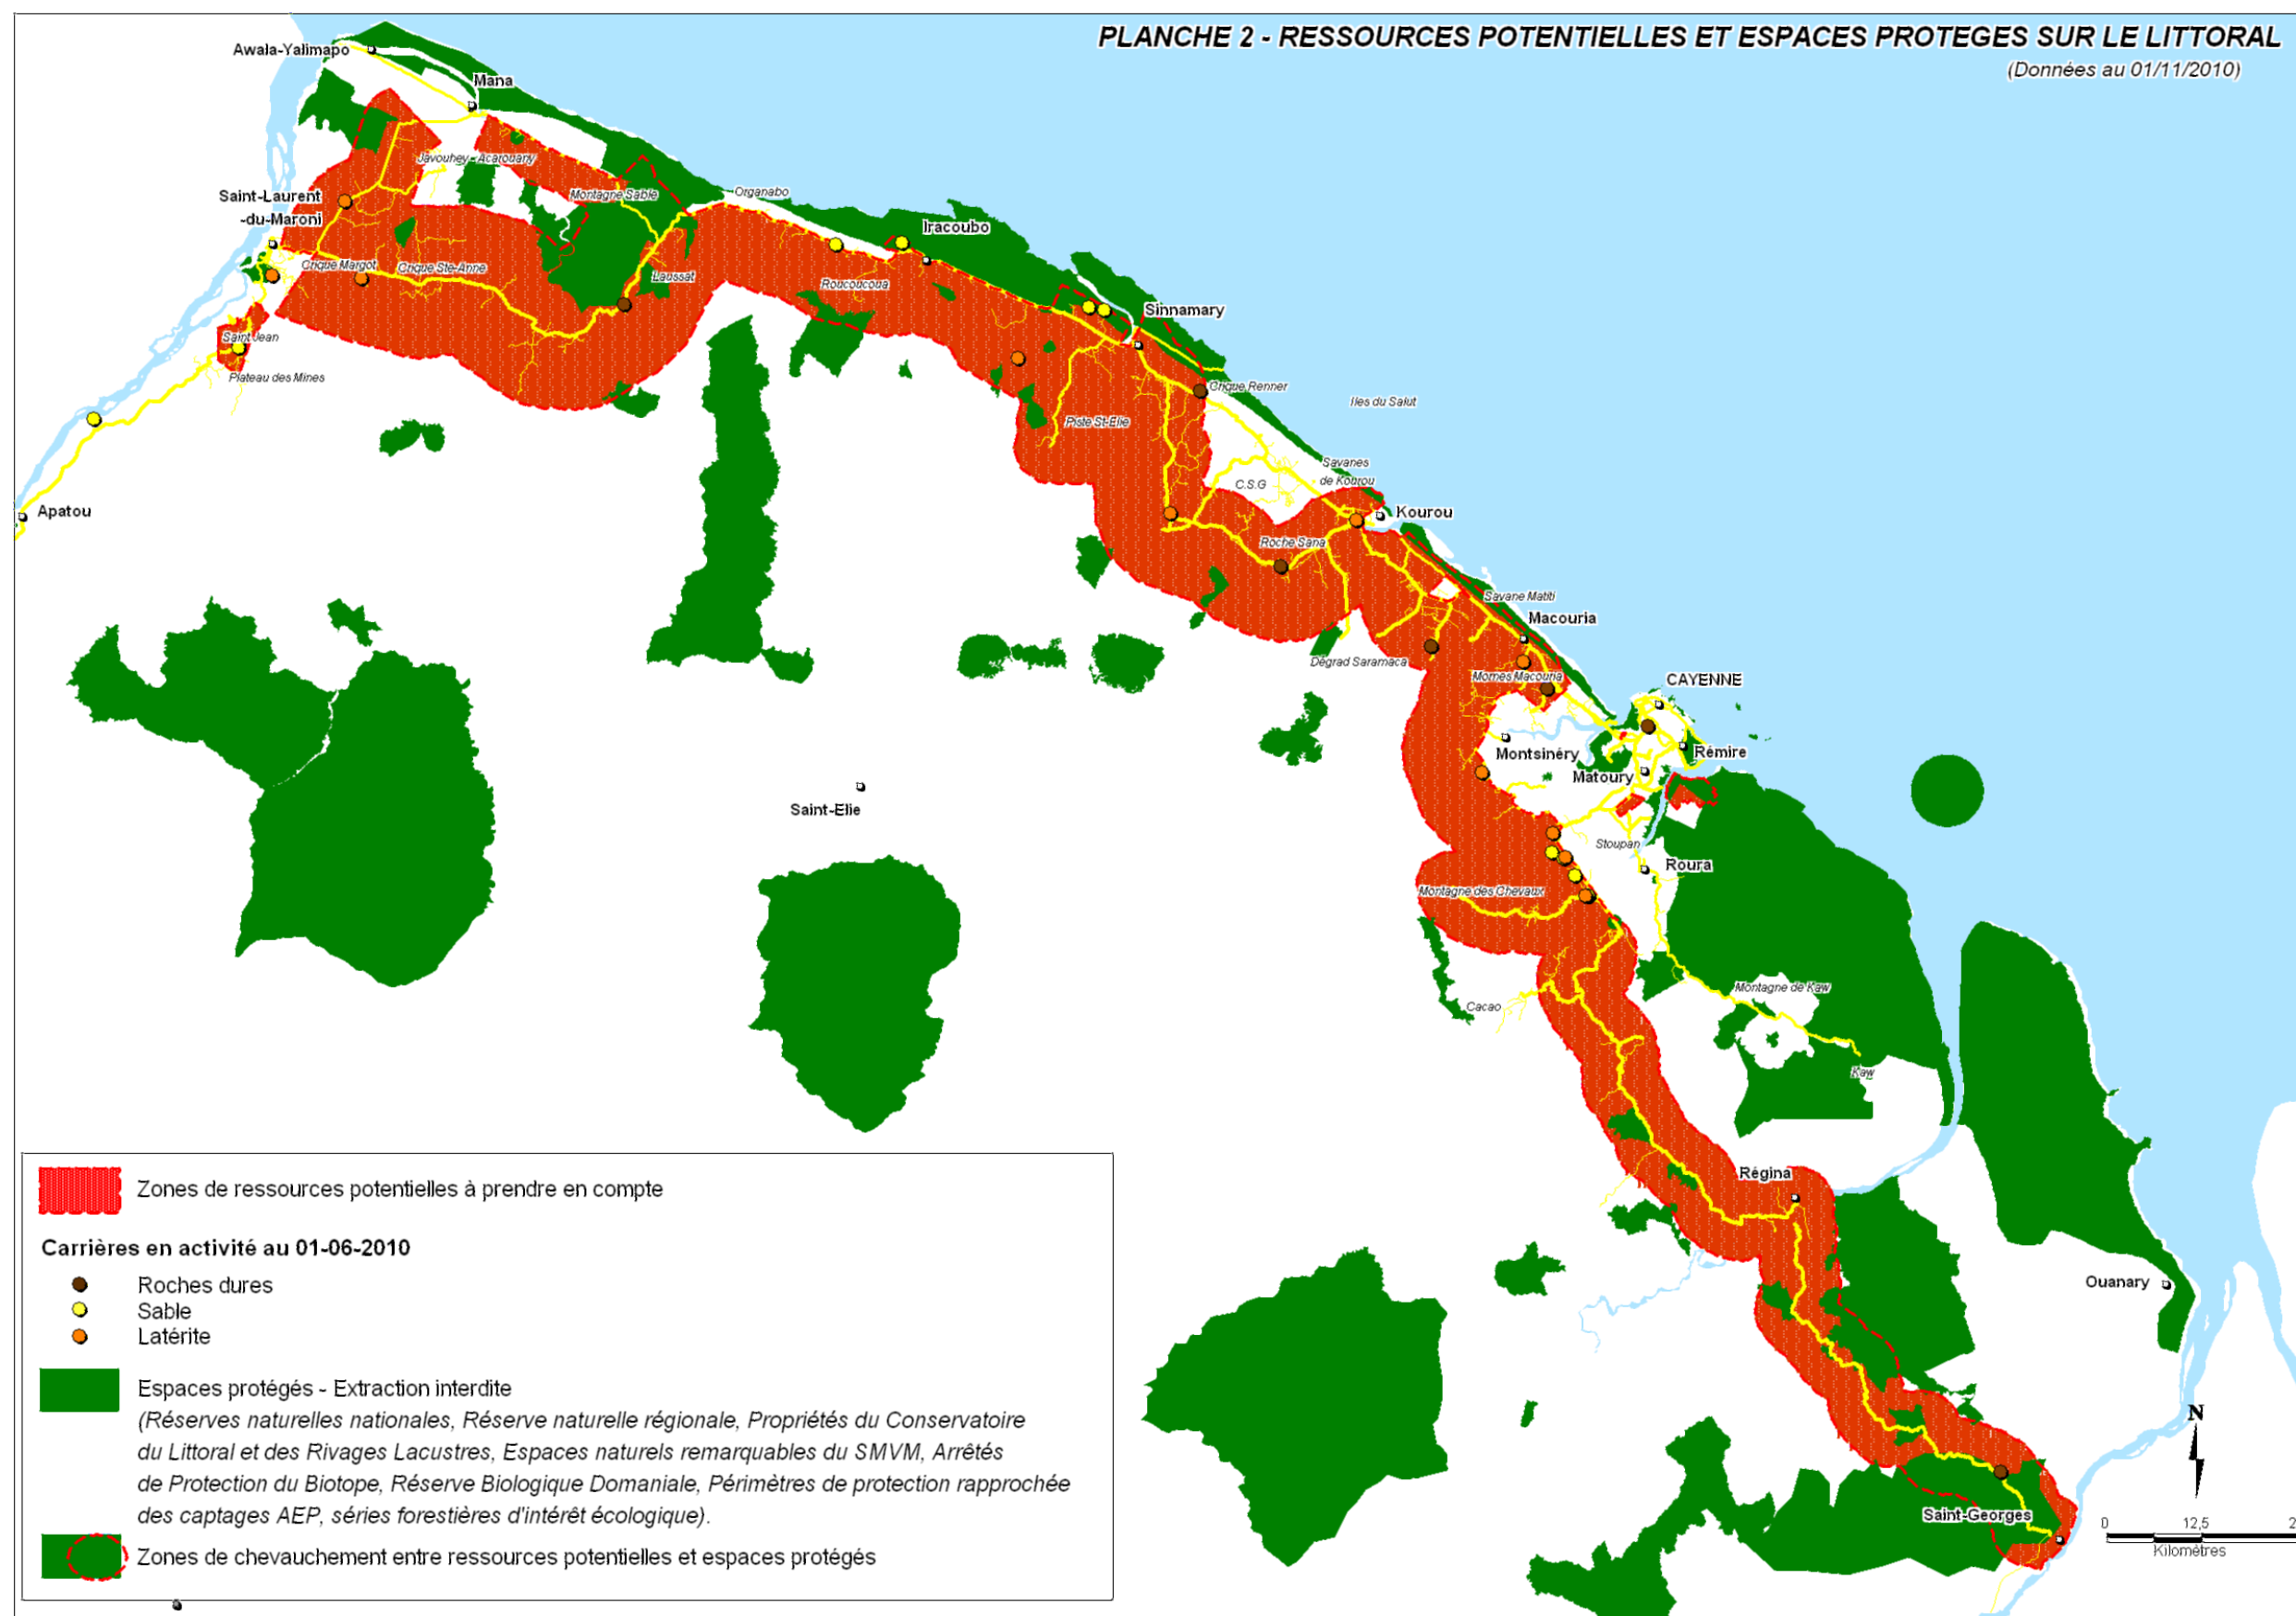 PLANCHE 2 - RESSOURCES POTENTIELLES ET ESPACES PROTEGES SUR LE LITTORAL
(Données au 01/11/2010)
Awala-Yalimapo
Mana
Javouhey - Acarouany
Saint-Laurent
-du-Maroni
Montagne Sable
Organabo
Iracoubo
Crique Margot
Crique Ste-Anne
Laussat
Roucoucoua
Sinnamary
Saint Jean
Plateau des Mines
Crique Renner
Iles du Salut
Piste St-Elie
Savanes
de Kourou
C.S.G
Apatou
Kourou
Roche Sana
Savane Matiti
Macouria
Dégrad Saramaca
Mornes Macouria
CAYENNE
Montsinéry
Rémire
Matoury
Saint-Elie
Stoupan
Roura
Montagne des Chevaux
Montagne de Kaw
Cacao
Kaw
Régina
Ouanary
Saint-Georges
N
0 12,5 2
Kilomètres
Zones de ressources potentielles à prendre en compte
Carrières en activité au 01-06-2010
Roches dures
Sable
Latérite
Espaces protégés - Extraction interdite
(Réserves naturelles nationales, Réserve naturelle régionale, Propriétés du Conservatoire
du Littoral et des Rivages Lacustres, Espaces naturels remarquables du SMVM, Arrêtés
de Protection du Biotope, Réserve Biologique Domaniale, Périmètres de protection rapprochée
des captages AEP, séries forestières d'intérêt écologique).
Zones de chevauchement entre ressources potentielles et espaces protégés